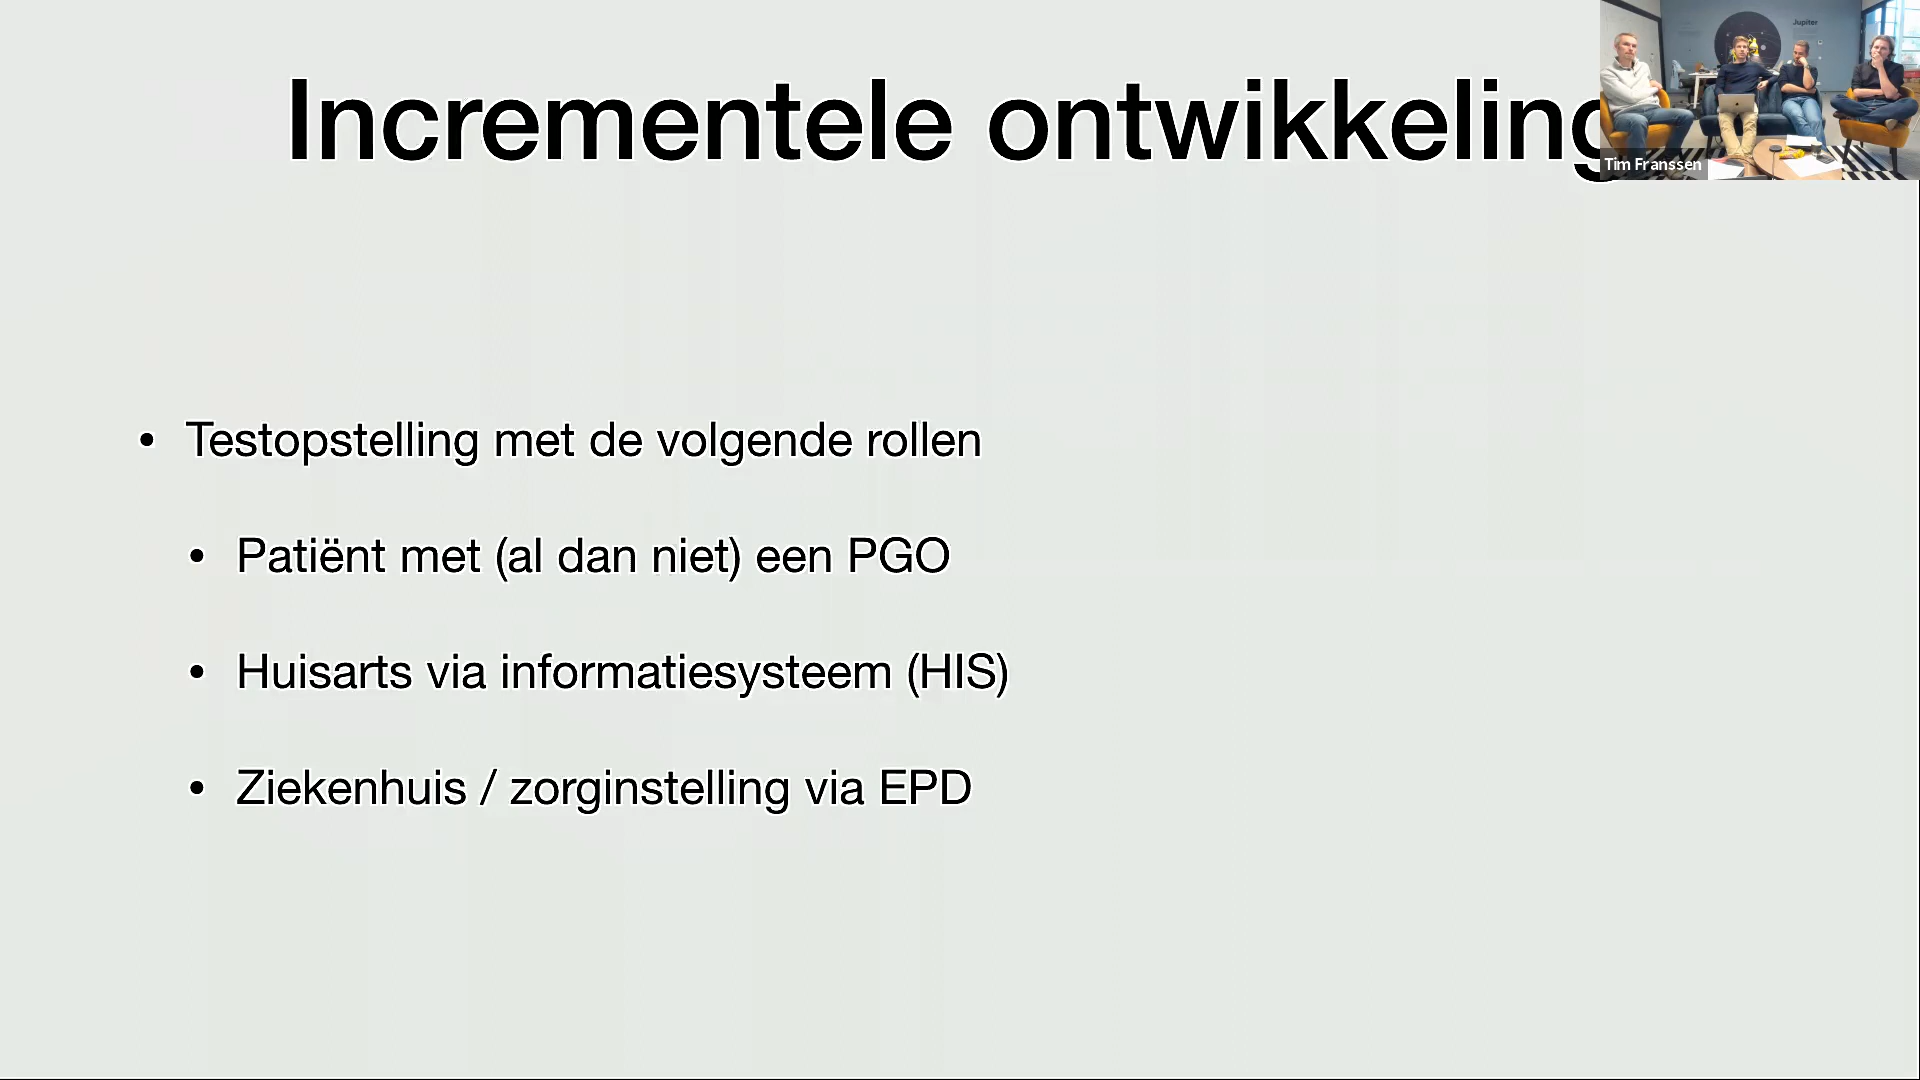 Incrementele ontwikkeling
Jupiter
Tim Franssen
• Testopstelling met de volgende rollen
• Patiënt met (al dan niet) een PGO
• Huisarts via informatiesysteem (HIS)
• Ziekenhuis / zorginstelling via EPD